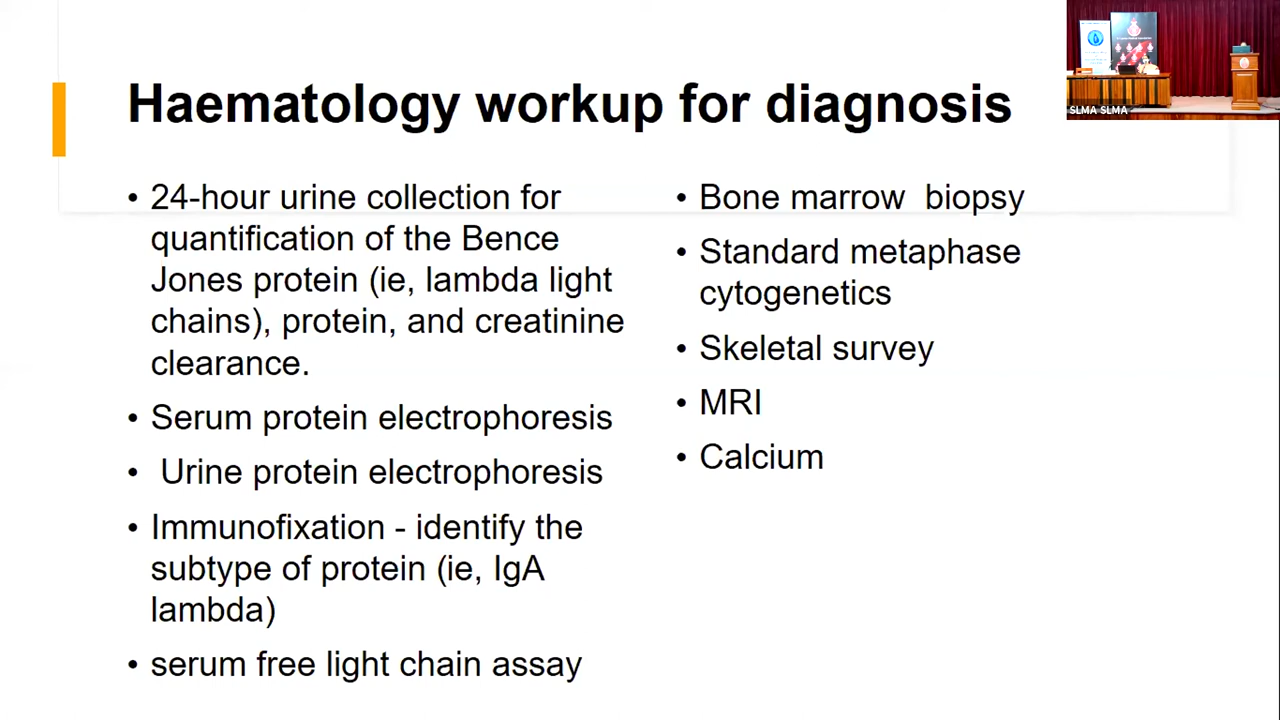 SLMA SLMA
Haematology workup for diagnosis
• 24-hour urine collection for
quantification of the Bence
Jones protein (ie, lambda light
chains), protein, and creatinine
clearance.
• Serum protein electrophoresis
• Urine protein electrophoresis
• Immunofixation - identify the
subtype of protein (ie, IgA
lambda)
• serum free light chain assay
• Bone marrow  biopsy
• Standard metaphase
cytogenetics
• Skeletal survey
• MRI
• Calcium